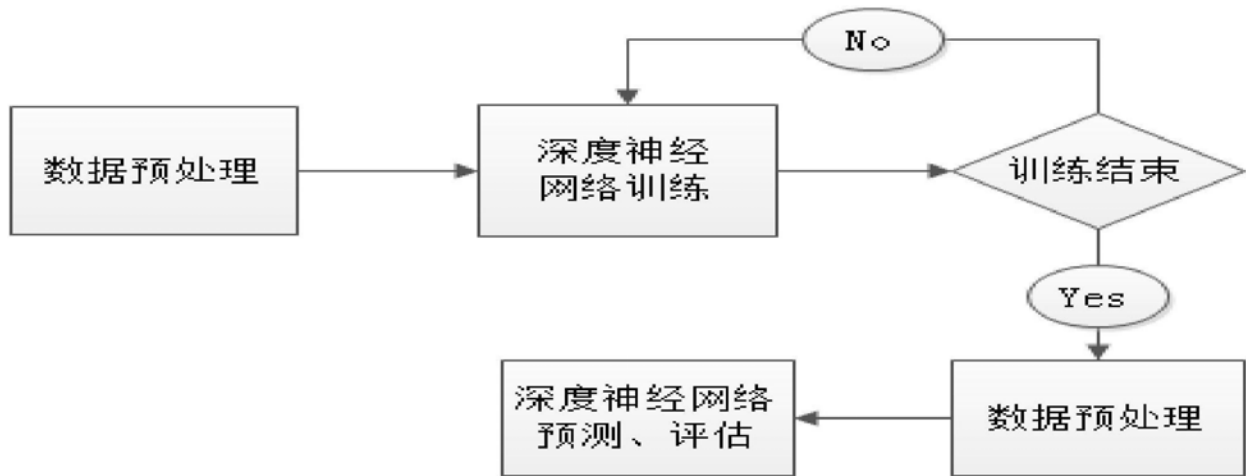 No
数据预处理
深度神经
网络训练
训练结束
Yes
深度神经网络
预测、评估
数据预处理